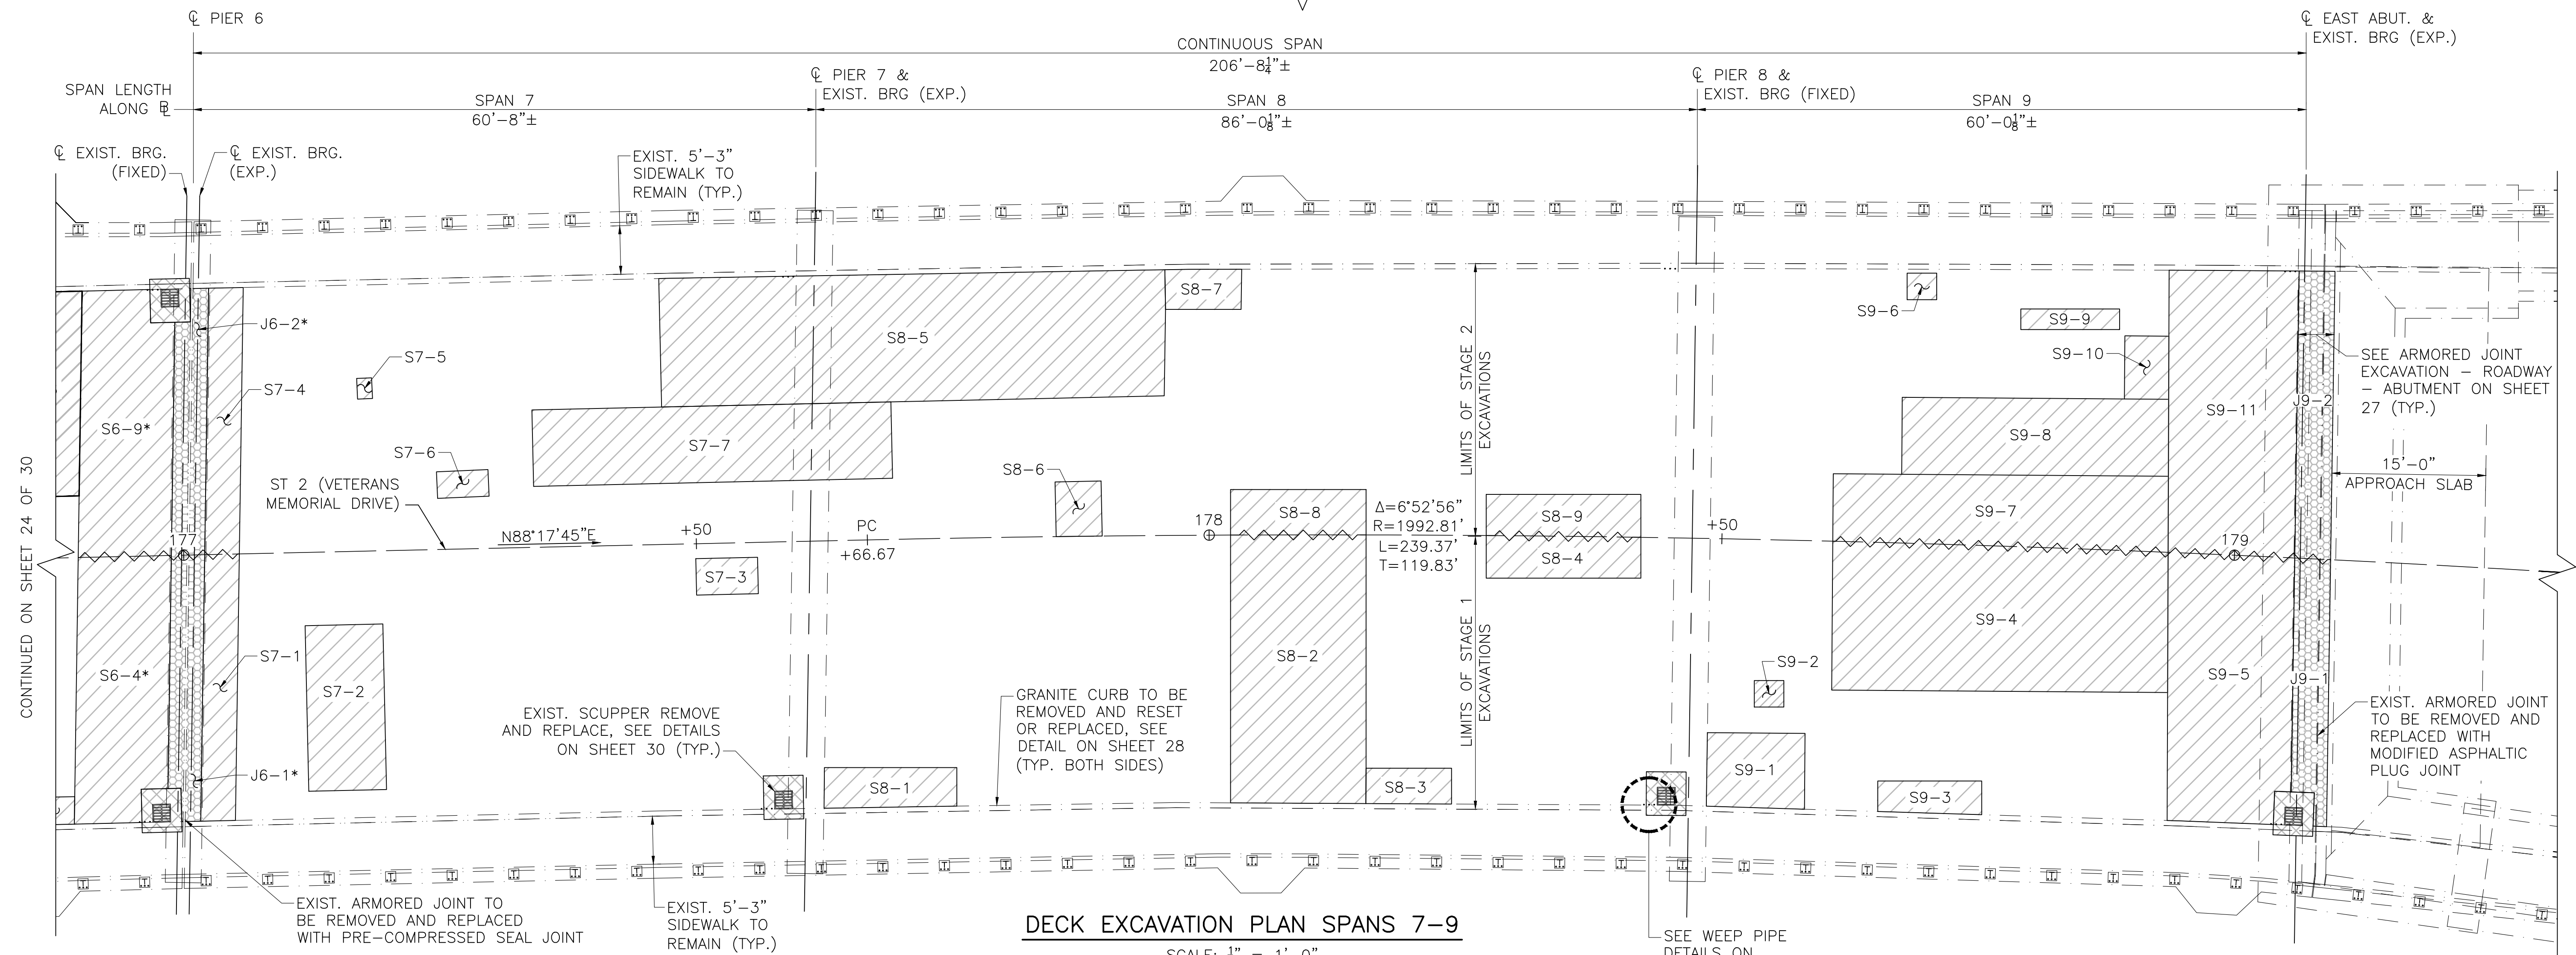 ℄ PIER 6
CONTINUOUS SPAN
206'-8¼"±
℄ EAST ABUT. &
EXIST. BRG (EXP.)
SPAN LENGTH
ALONG ⅊
SPAN 7
60'-8"±
℄ PIER 7 &
EXIST. BRG (EXP.)
SPAN 8
86'-0⅛"±
℄ PIER 8 &
EXIST. BRG (FIXED)
SPAN 9
60'-0⅛"±
℄ EXIST. BRG.
(FIXED)
℄ EXIST. BRG.
(EXP.)
EXIST. 5'-3"
SIDEWALK TO
REMAIN (TYP.)
CONTINUED ON SHEET 24 OF 30
S6-9*
S6-4*
J6-2*
S7-5
S7-4
S7-6
ST 2 (VETERANS
MEMORIAL DRIVE)
177
N88°17'45"E
+50
PC
+66.67
S7-7
S7-3
S7-1
S7-2
J6-1*
S8-5
S8-7
S8-6
178
S8-8
S8-2
S8-1
S8-3
Δ=6°52'56"
R=1992.81'
L=239.37'
T=119.83'
LIMITS OF STAGE 2
EXCAVATIONS
LIMITS OF STAGE 1
EXCAVATIONS
S8-9
S8-4
+50
S9-6
S9-9
S9-10
S9-8
S9-7
S9-4
S9-2
S9-1
S9-3
S9-11
S9-5
179
J9-2
J9-1
SEE ARMORED JOINT
EXCAVATION - ROADWAY
- ABUTMENT ON SHEET
27 (TYP.)
15'-0"
APPROACH SLAB
EXIST. ARMORED JOINT
TO BE REMOVED AND
REPLACED WITH
MODIFIED ASPHALTIC
PLUG JOINT
EXIST. SCUPPER REMOVE
AND REPLACE, SEE DETAILS
ON SHEET 30 (TYP.)
GRANITE CURB TO BE
REMOVED AND RESET
OR REPLACED, SEE
DETAIL ON SHEET 28
(TYP. BOTH SIDES)
EXIST. ARMORED JOINT TO
BE REMOVED AND REPLACED
WITH PRE-COMPRESSED SEAL JOINT
EXIST. 5'-3"
SIDEWALK TO
REMAIN (TYP.)
DECK EXCAVATION PLAN SPANS 7-9
SEE WEEP PIPE
DETAILS ON